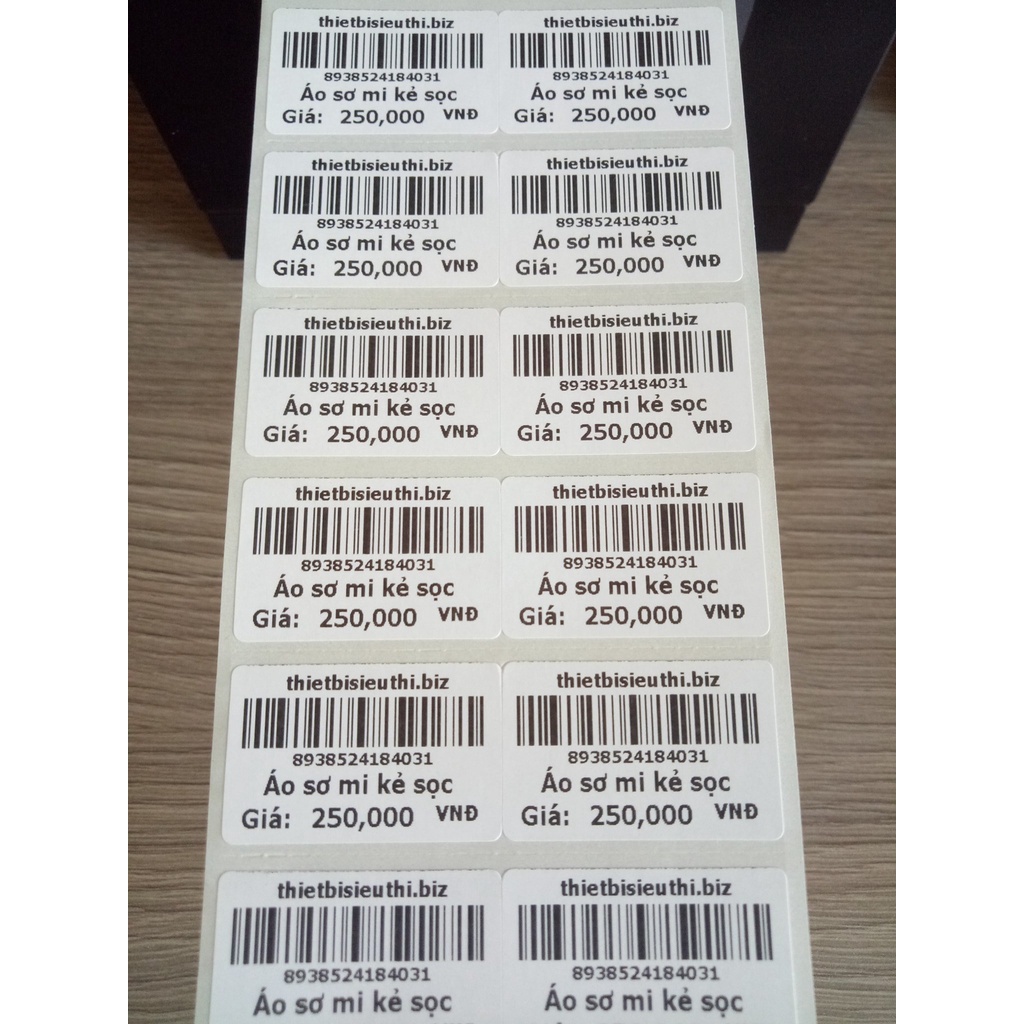 thietbisieuthi.biz
8938524184031
Áo sơ mi kẻ sọc
Giá: 250,000 VNĐ
thietbisieuthi.biz
8938524184031
Áo sơ mi kẻ sọc
Giá: 250,000 VNĐ
thietbisieuthi.biz
8938524184031
Áo sơ mi kẻ sọc
Giá: 250,000 VNĐ
thietbisieuthi.biz
8938524184031
Áo sơ mi kẻ sọc
Giá: 250,000 VNĐ
thietbisieuthi.biz
8938524184031
Áo sơ mi kẻ sọc
Giá: 250,000 VNĐ
thietbisieuthi.biz
8938524184031
Áo sơ mi kẻ sọc
Giá: 250,000 VNĐ
thietbisieuthi.biz
8938524184031
Áo sơ mi kẻ sọc
Giá: 250,000 VNĐ
thietbisieuthi.biz
8938524184031
Áo sơ mi kẻ sọc
Giá: 250,000 VNĐ
thietbisieuthi.biz
8938524184031
Áo sơ mi kẻ sọc
Giá: 250,000 VNĐ
thietbisieuthi.biz
8938524184031
Áo sơ mi kẻ sọc
Giá: 250,000 VNĐ
thietbisieuthi.biz
8938524184031
Áo sơ mi kẻ sọc
thietbisieuthi.biz
8938524184031
Áo sơ mi kẻ sọc